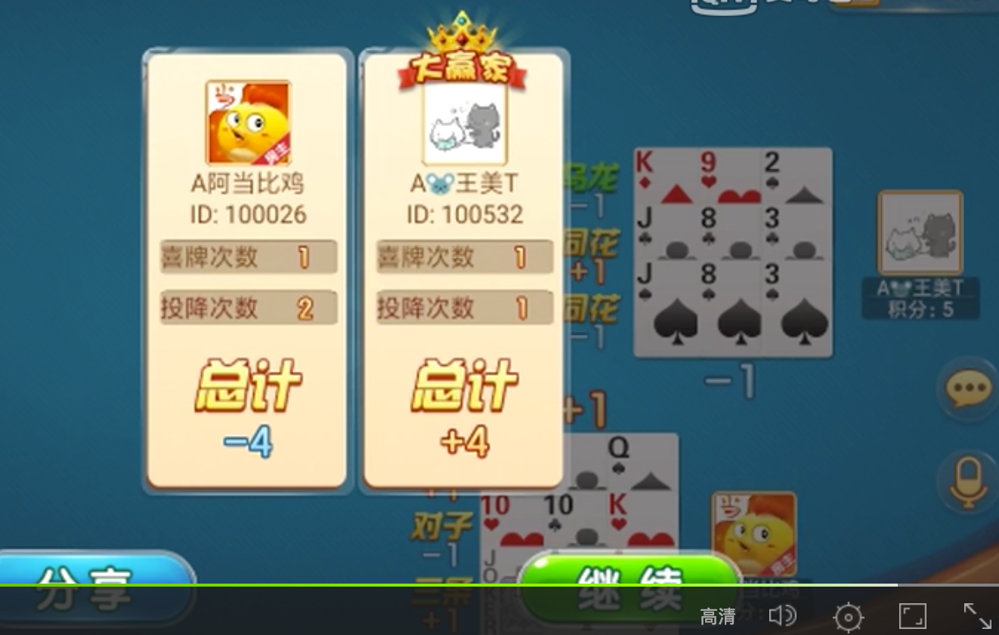 大赢家
当
房主
A阿当比鸡
ID: 100026
喜牌次数 1
投降次数 2
总计
-4
A王美T
ID: 100532
喜牌次数 1
投降次数 1
总计
+4
乌龙
-1
同花
+1
同花
-1
+1
K 9 2
J 8 3
J 8 3
-1
A王美T
积分: 5
Q
10 10 K
对子
-1
三条
+1
JOKER
房主
分享
继续
高清